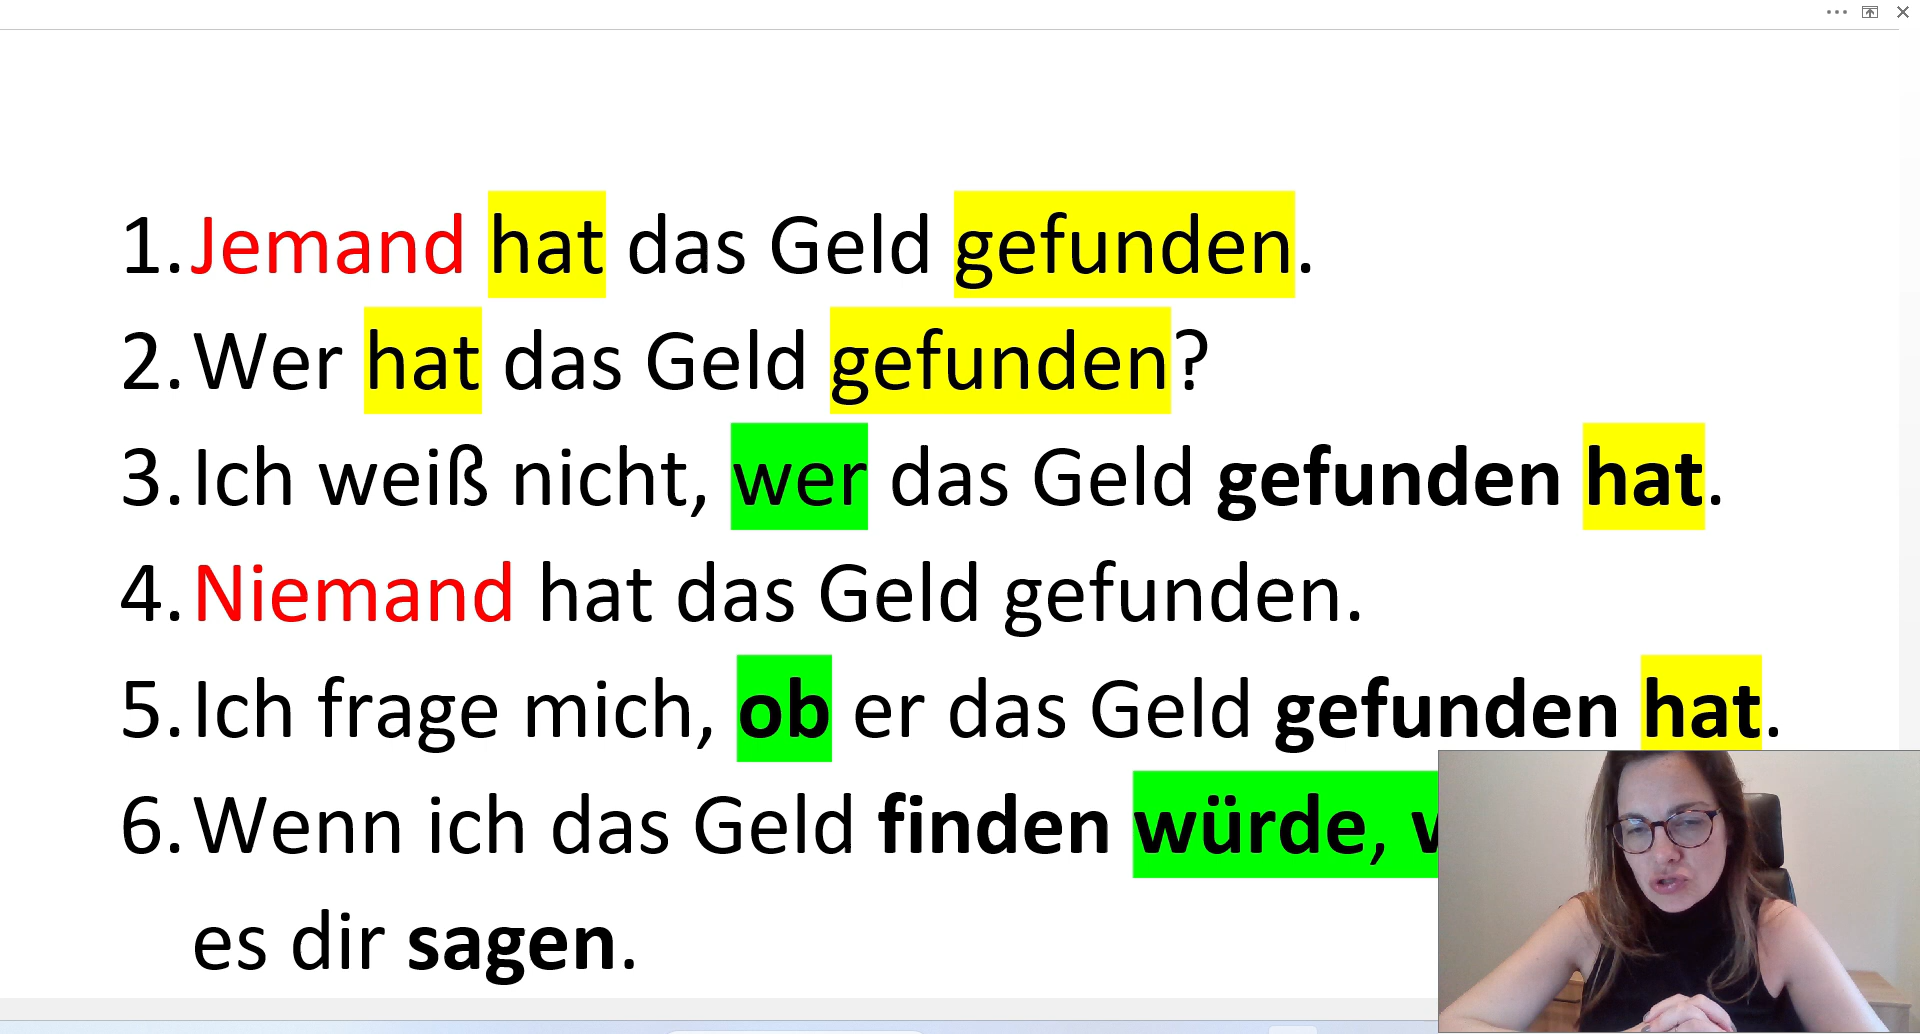 1. Jemand hat das Geld gefunden.
2. Wer hat das Geld gefunden?
3. Ich weiß nicht, wer das Geld gefunden hat.
4. Niemand hat das Geld gefunden.
5. Ich frage mich, ob er das Geld gefunden hat.
6. Wenn ich das Geld finden würde,
es dir sagen.